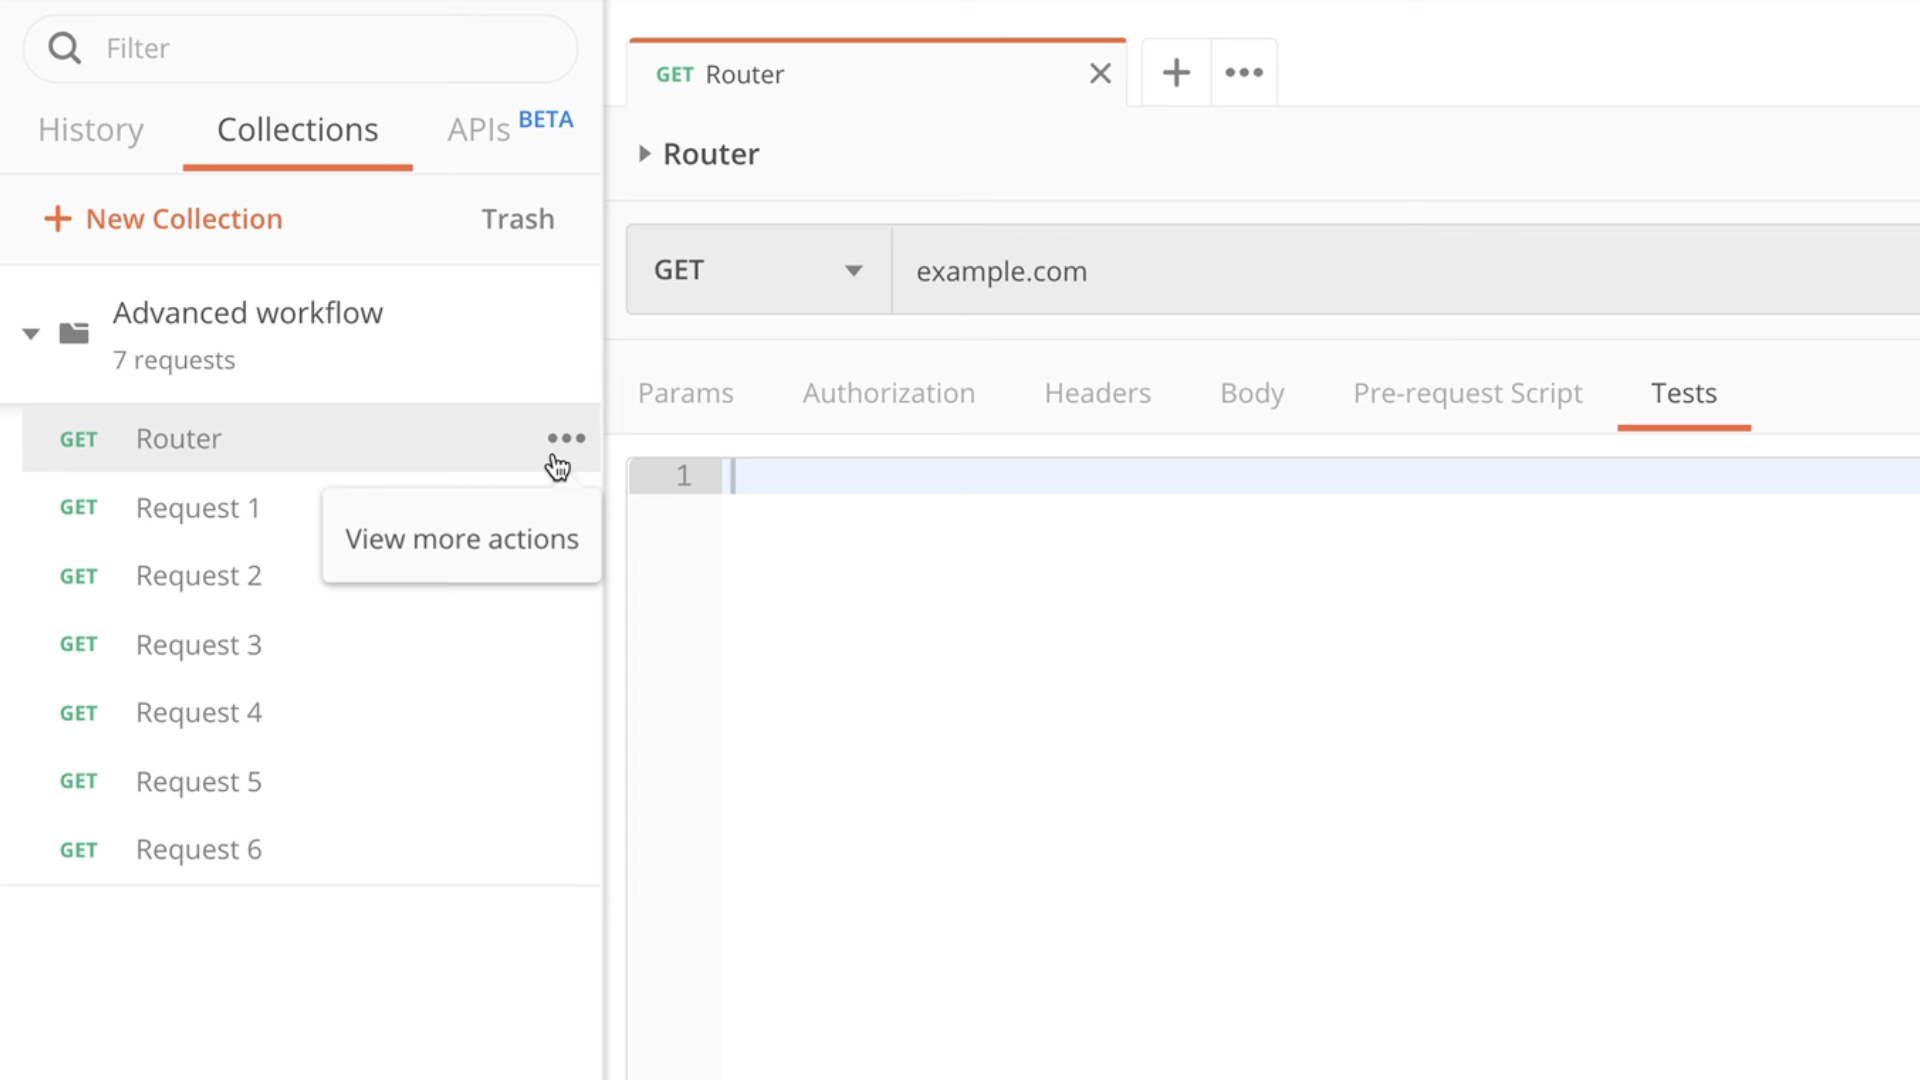 Filter
History
Collections
APIs BETA
+ New Collection
Trash
Advanced workflow
7 requests
GET Router
GET Request 1
View more actions
GET Request 2
GET Request 3
GET Request 4
GET Request 5
GET Request 6
GET Router
Router
GET
example.com
Params
Authorization
Headers
Body
Pre-request Script
Tests
1